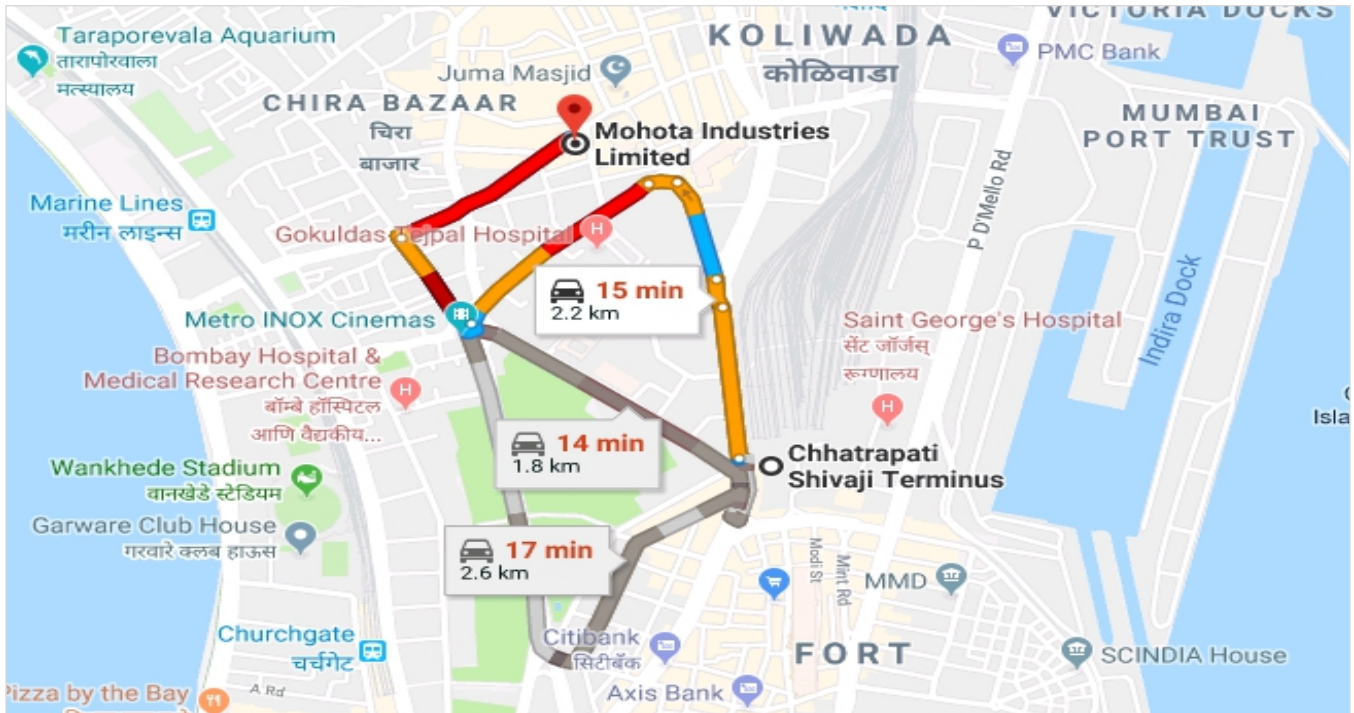 VICTORIA DOCKS
Taraporevala Aquarium
तारापोरवाला
मत्स्यालय
KOLIWADA
कोळिवाडा
PMC Bank
Juma Masjid
CHIRA BAZAAR
चिरा
बाजार
MUMBAI
PORT TRUST
Mohota Industries
Limited
P D'Mello Rd
Marine Lines
मरीन लाइन्स
Gokuldas Tejpal Hospital
H
Indira Dock
15 min
2.2 km
Metro INOX Cinemas
Saint George's Hospital
सेंट जॉर्जस्
रूग्णालय
H
Bombay Hospital &
Medical Research Centre
बॉम्बे हॉस्पिटल
आणि वैद्यकीय...
H
Isla
14 min
1.8 km
Chhatrapati
Shivaji Terminus
Wankhede Stadium
वानखेडे स्टेडियम
Garware Club House
गरवारे क्लब हाऊस
17 min
2.6 km
Modi St
Mint Rd
MMD
Churchgate
चर्चगेट
Citibank
सिटीबँक
FORT
SCINDIA House
Axis Bank
A Rd
Pizza by the Bay